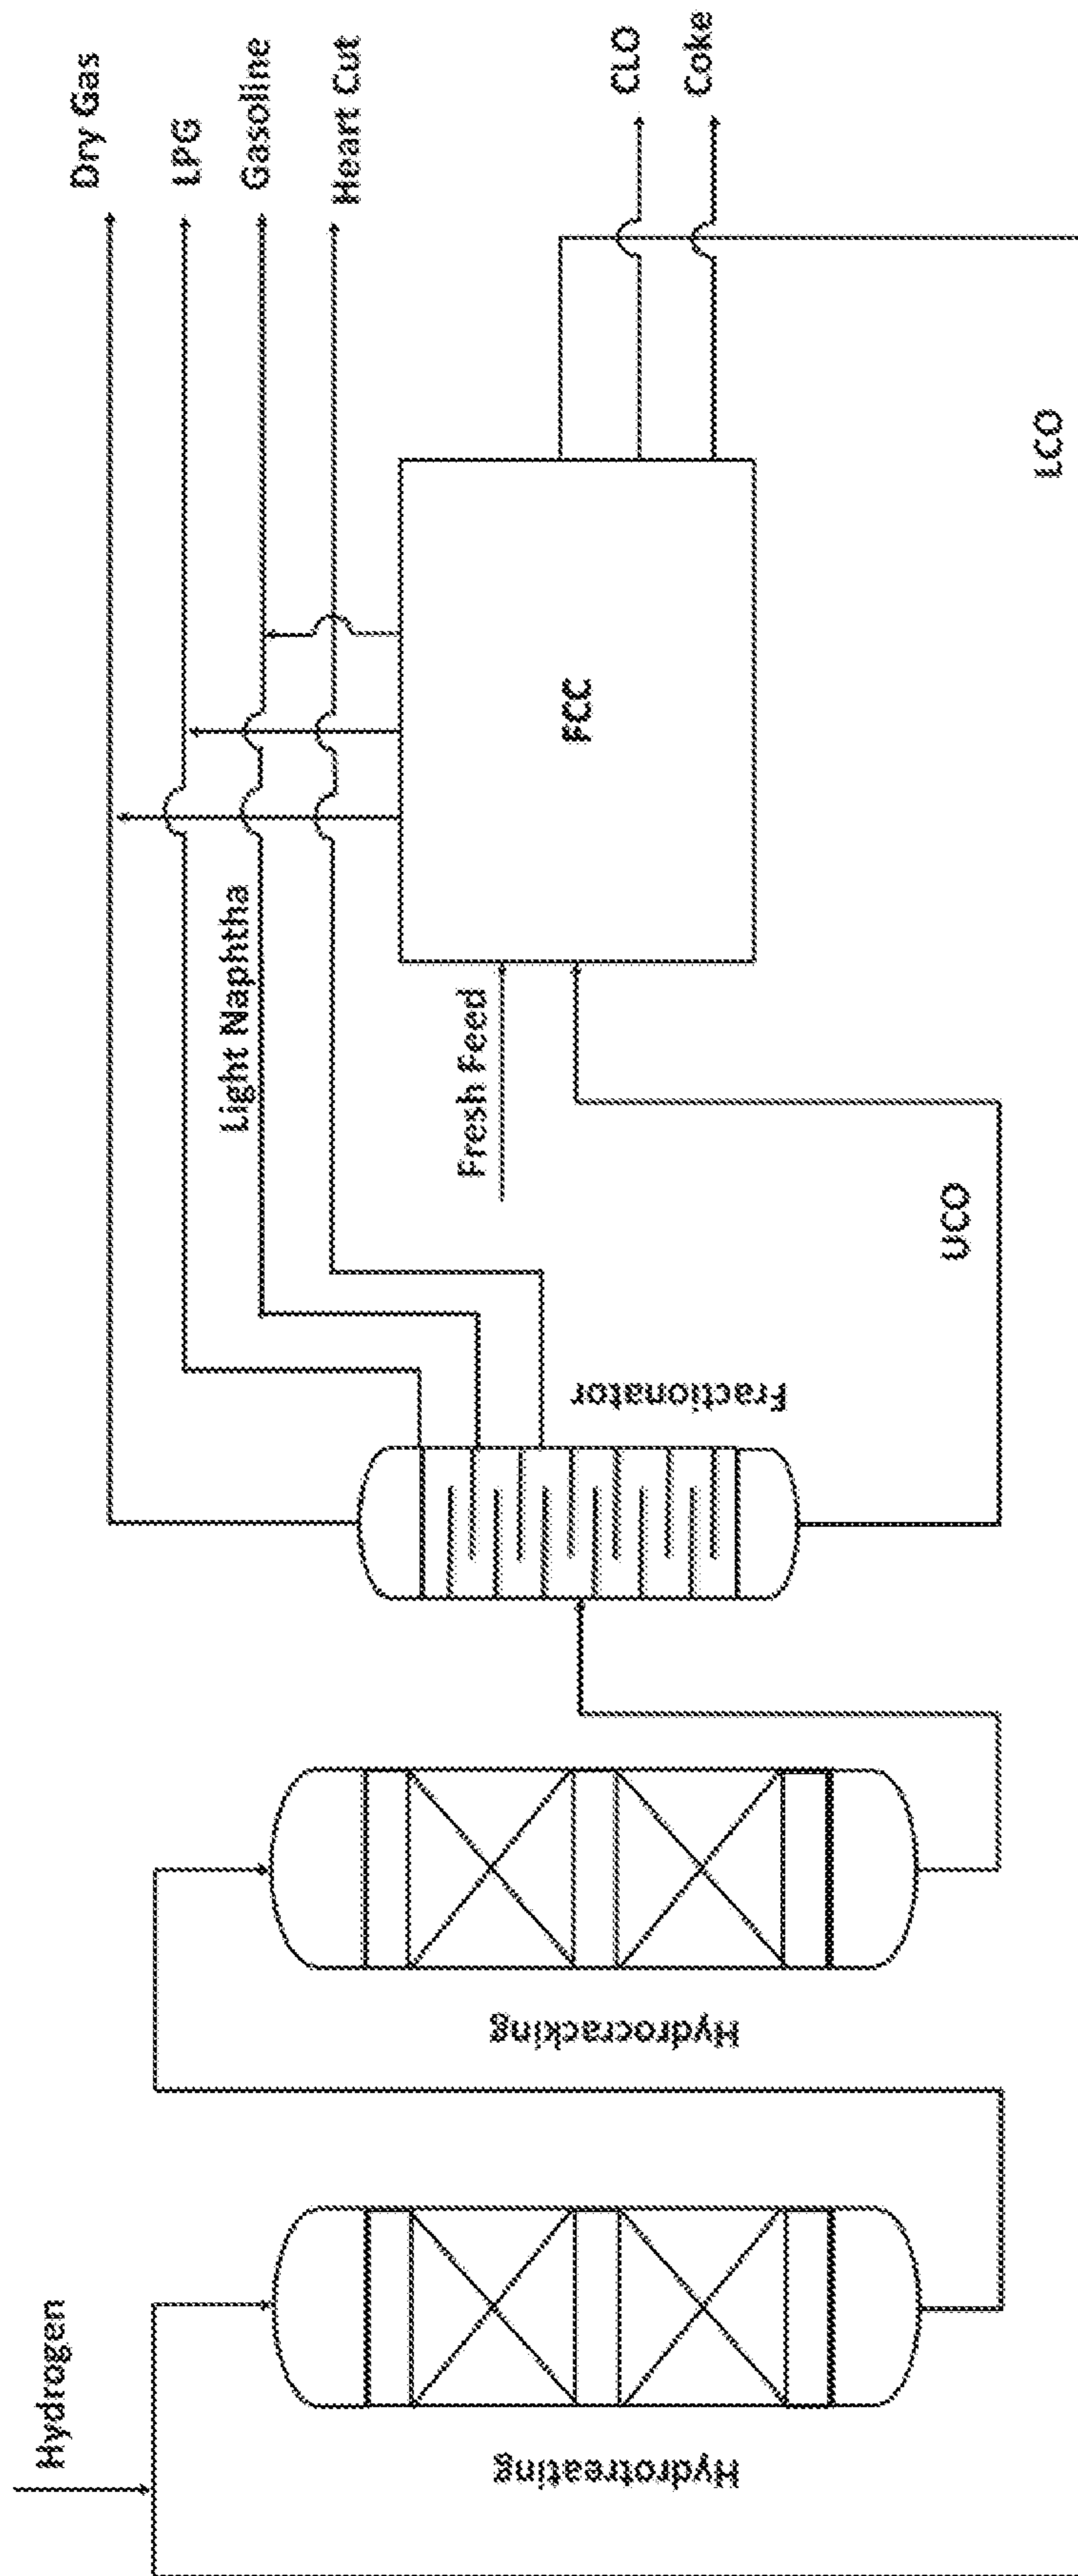 Hydrogen
Hydrotreating
Hydrocracking
Fractionator
Light Naphtha
Fresh Feed
UCO
FCC
LCO
Dry Gas
LPG
Gasoline
Heart Cut
CLO
Coke